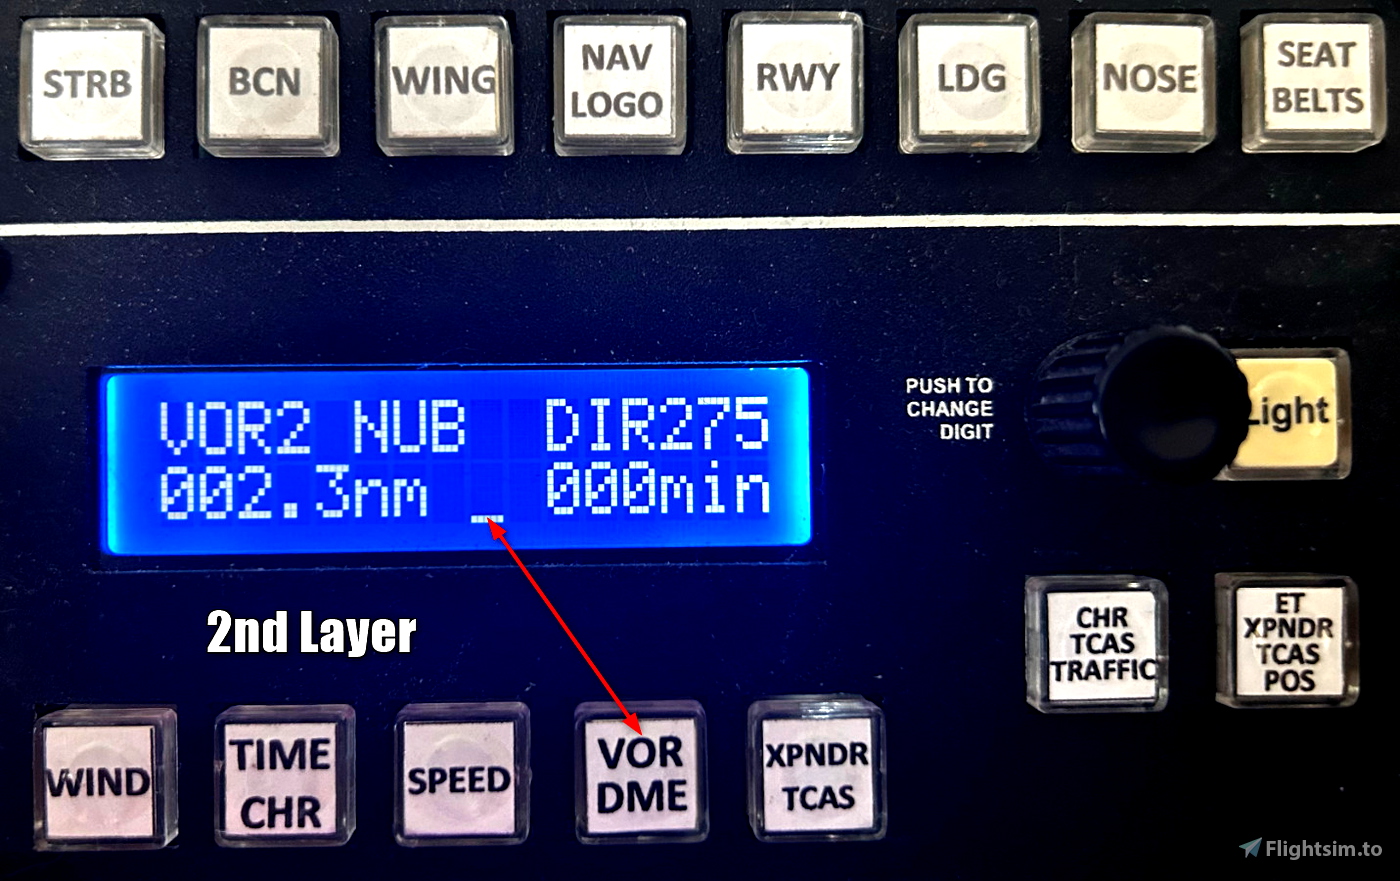 STRB
BCN
WING
NAV
LOGO
RWY
LDG
NOSE
SEAT
BELTS
PUSH TO
CHANGE
DIGIT
Light
VOR2 NUB DIR275
002.3nm _ 000min
2nd Layer
CHR
TCAS
TRAFFIC
ET
XPNDR
TCAS
POS
WIND
TIME
CHR
SPEED
VOR
DME
XPNDR
TCAS
Flightsim.to